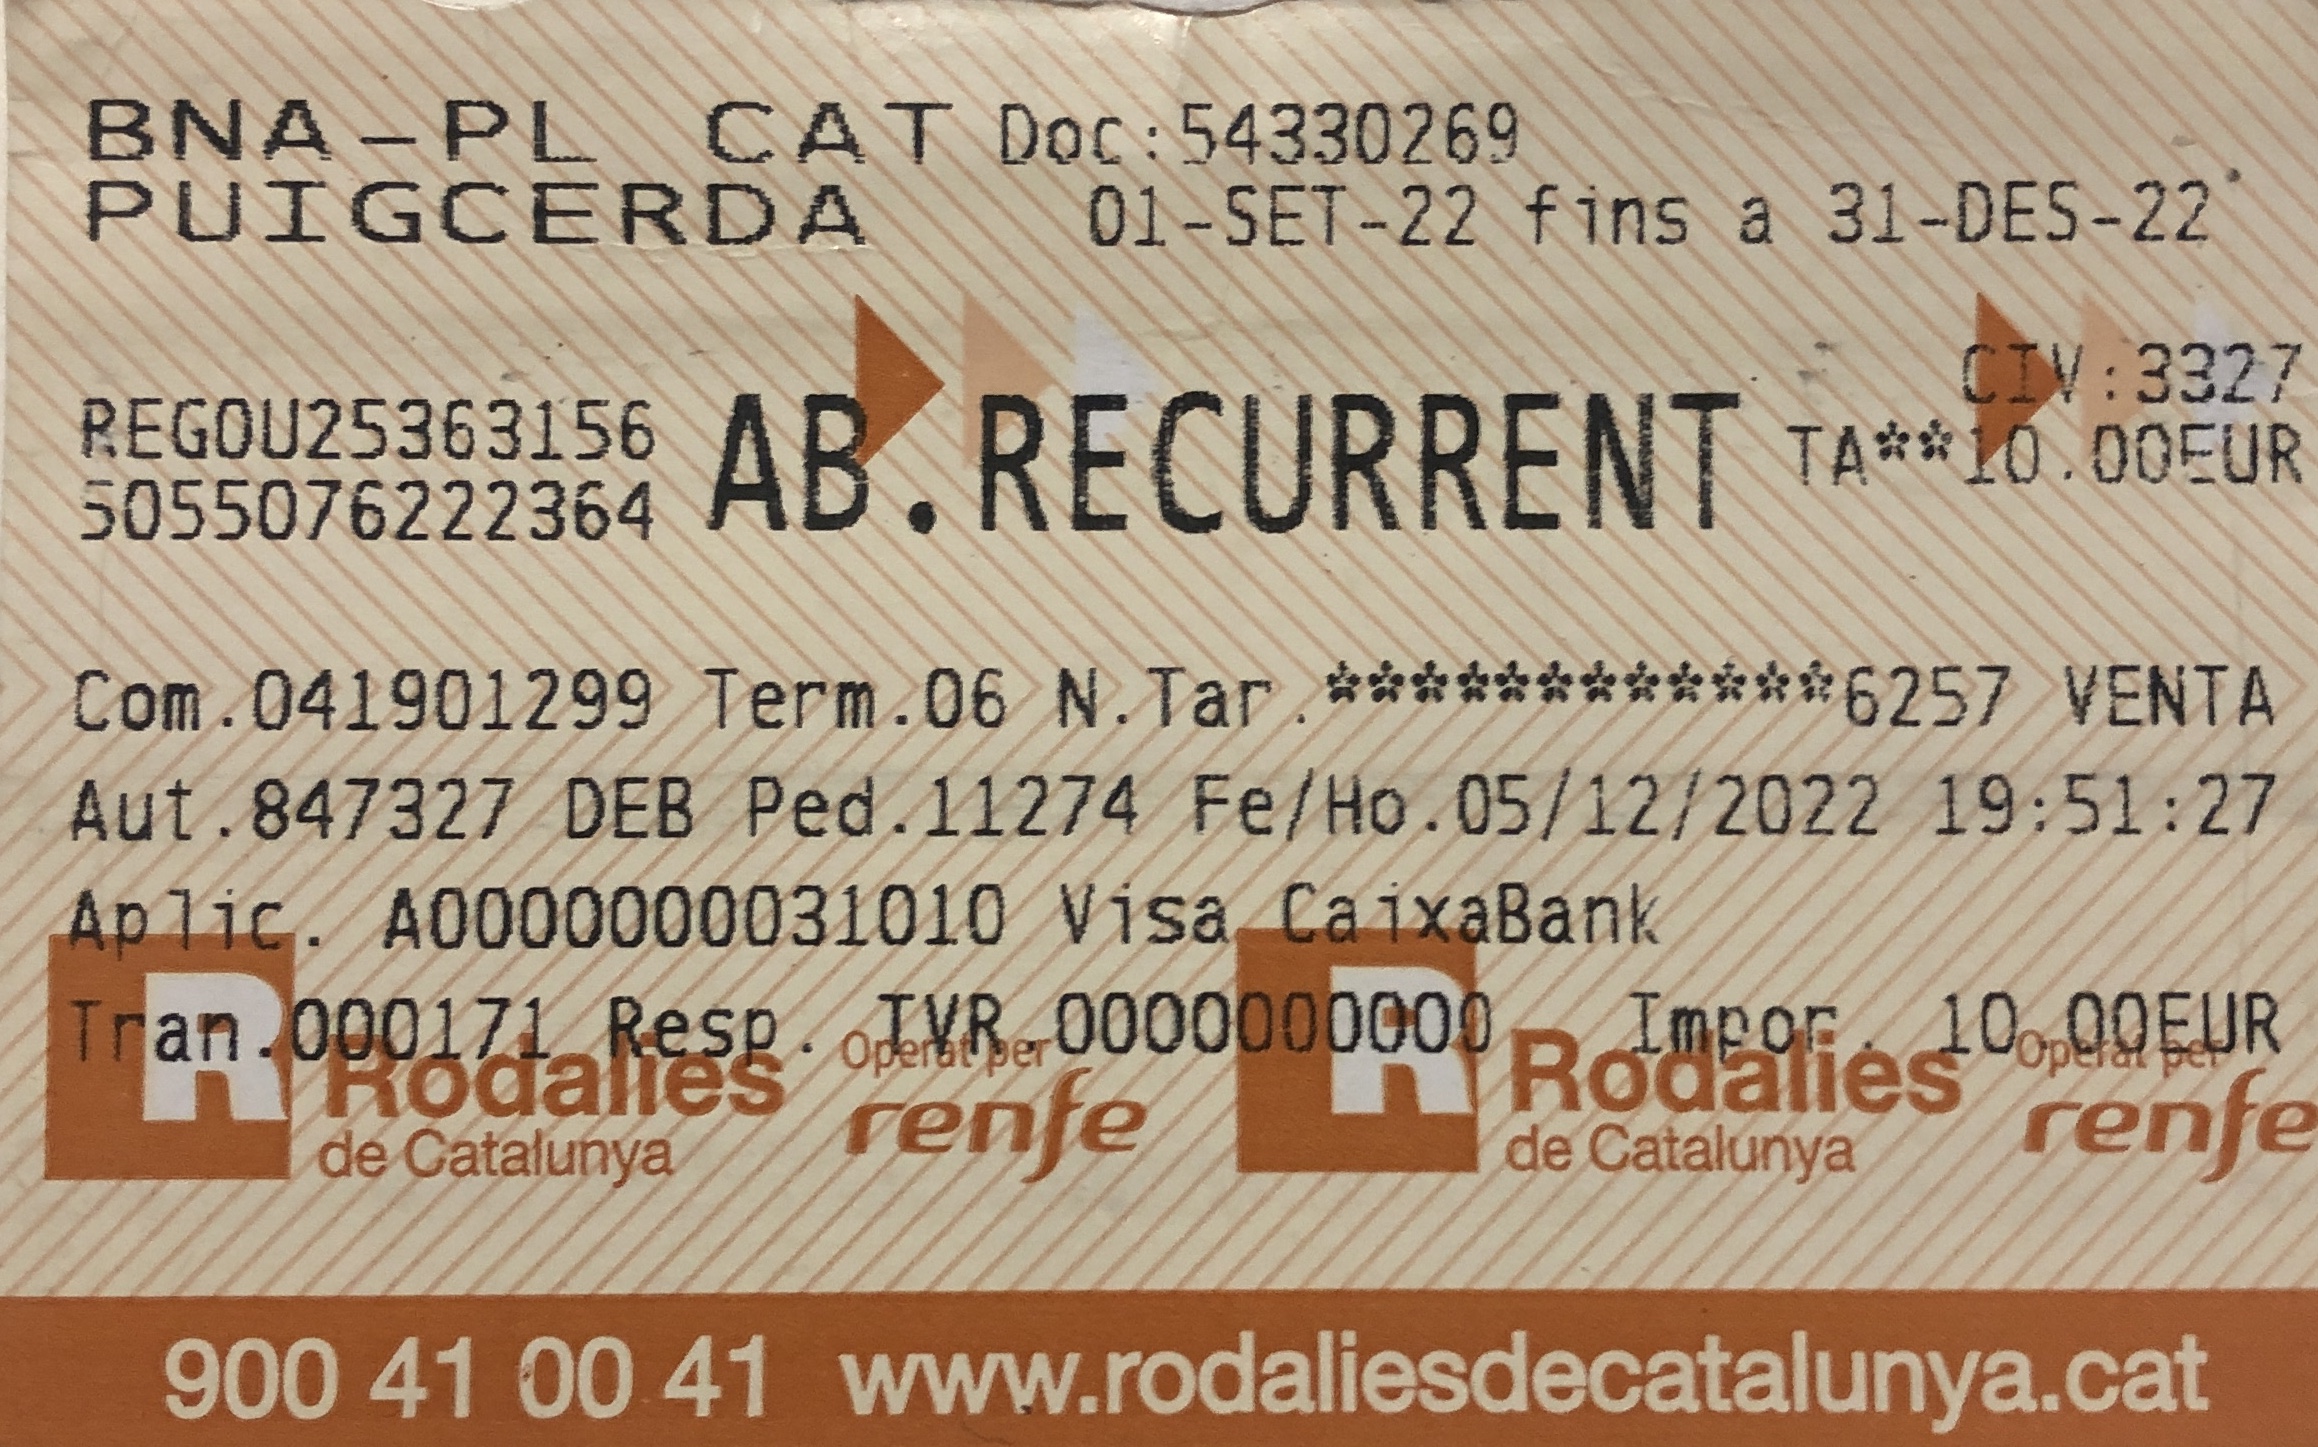 BNA-PL CAT Doc:54330269
PUIGCERDA 01-SET-22 fins a 31-DES-22
CIV:3327
REGOU25363156 AB.RECURRENT TA**10.00EUR
5055076222364
Com.041901299 Term.06 N.Tar.************6257 VENTA
Aut.847327 DEB Ped.11274 Fe/Ho.05/12/2022 19:51:27
Aplic. A0000000031010 Visa CaixaBank
Tran.000171 Resp. TVR.0000000000 Impor. 10.00EUR
R Rodalies Operat per R Rodalies Operat per
de Catalunya renfe de Catalunya renfe
900 41 00 41 www.rodaliesdecatalunya.cat